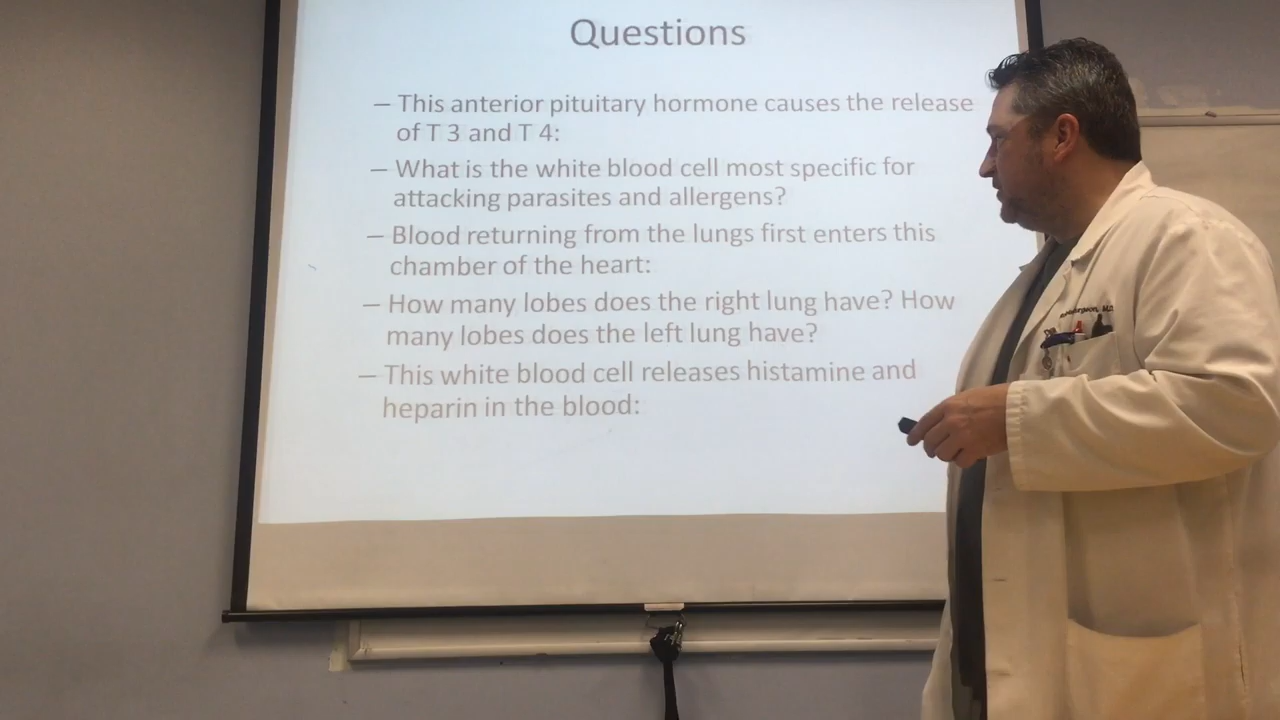 Questions
– This anterior pituitary hormone causes the release
of T 3 and T 4:
– What is the white blood cell most specific for
attacking parasites and allergens?
– Blood returning from the lungs first enters this
chamber of the heart:
– How many lobes does the right lung have? How
many lobes does the left lung have?
– This white blood cell releases histamine and
heparin in the blood: